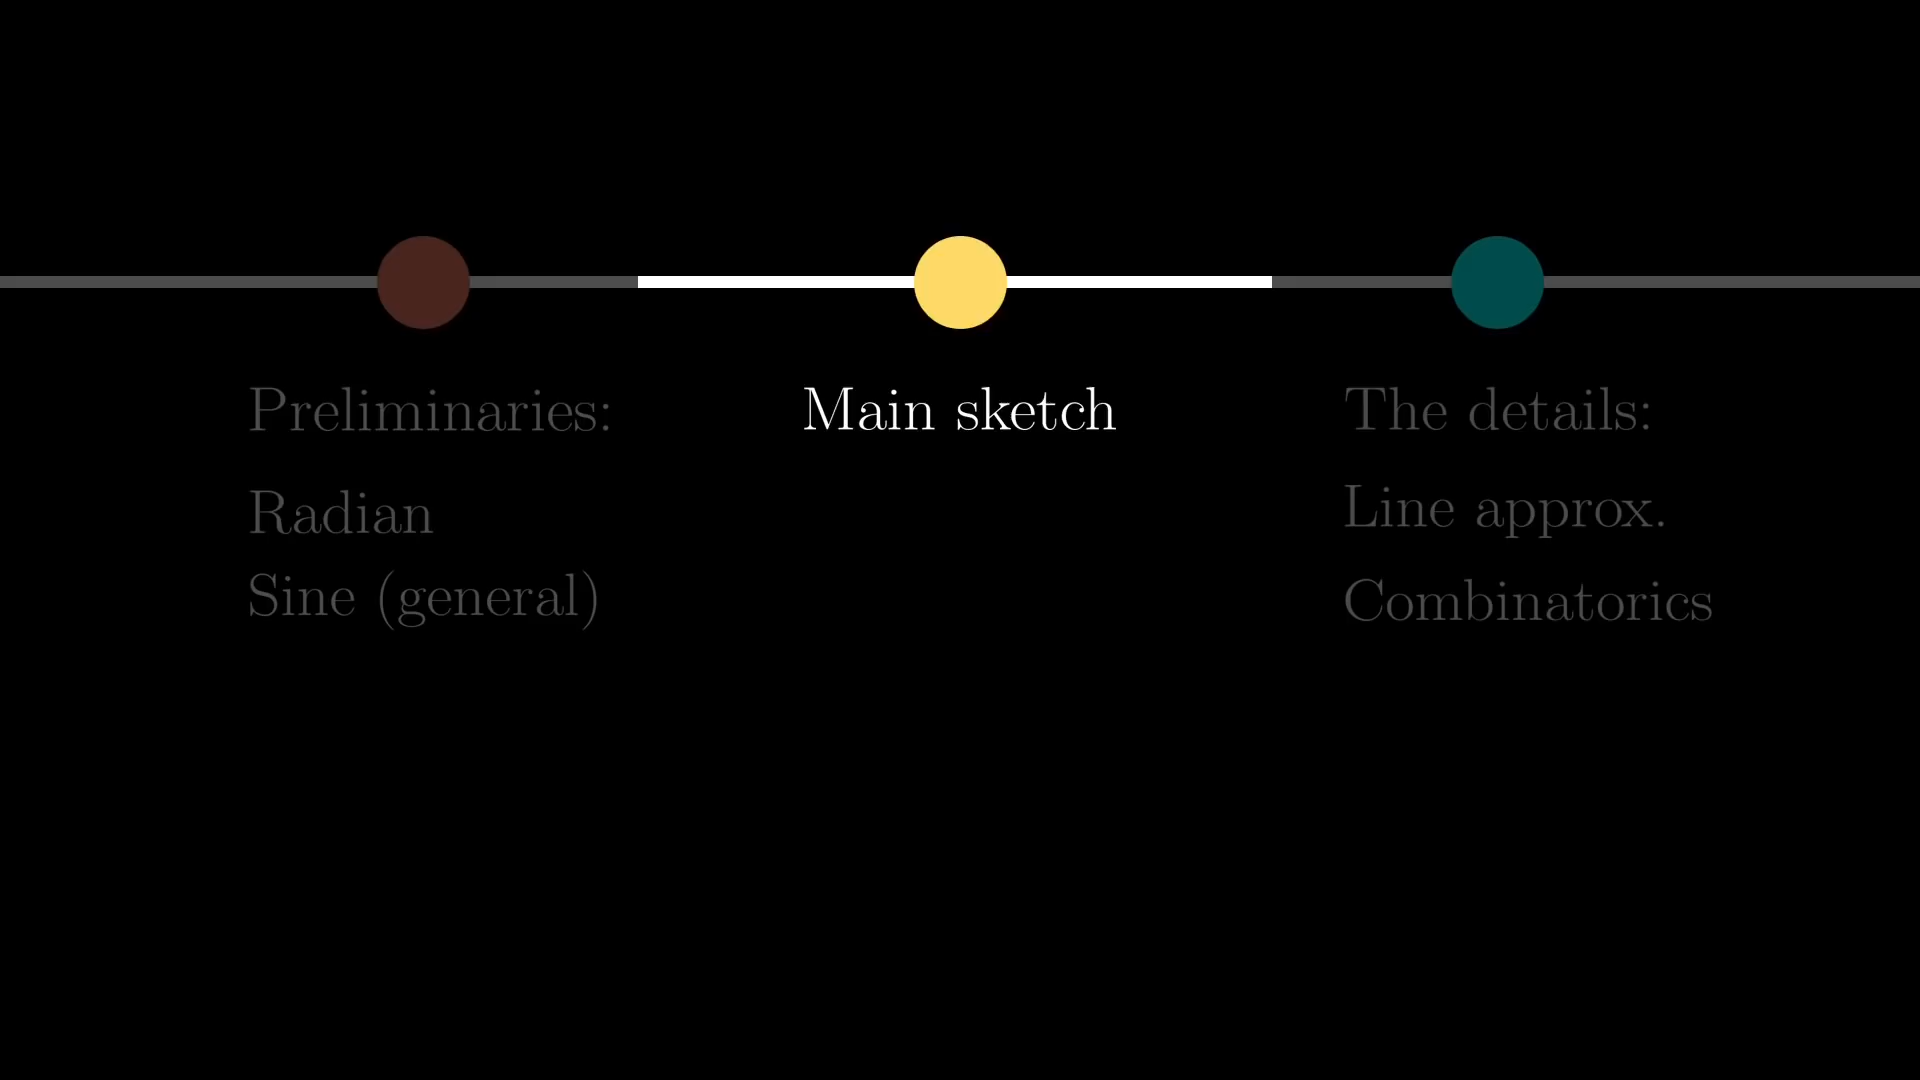 Preliminaries:
Radian
Sine (general)
Main sketch
The details:
Line approx.
Combinatorics